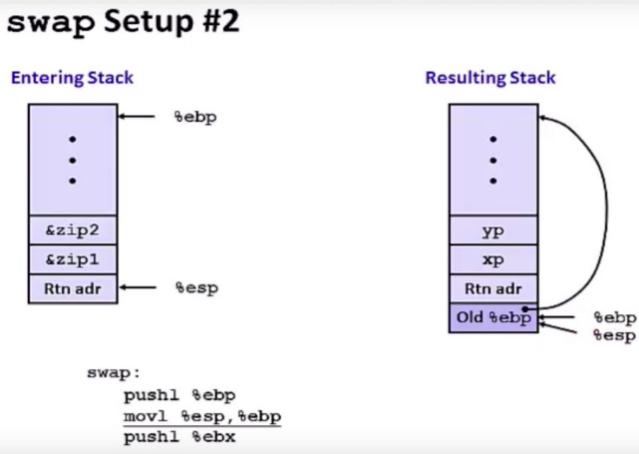 swap Setup #2
Entering Stack
%ebp
&zip2
&zip1
Rtn adr
%esp
Resulting Stack
yp
xp
Rtn adr
Old %ebp
%ebp
%esp
swap:
pushl %ebp
movl %esp,%ebp
pushl %ebx